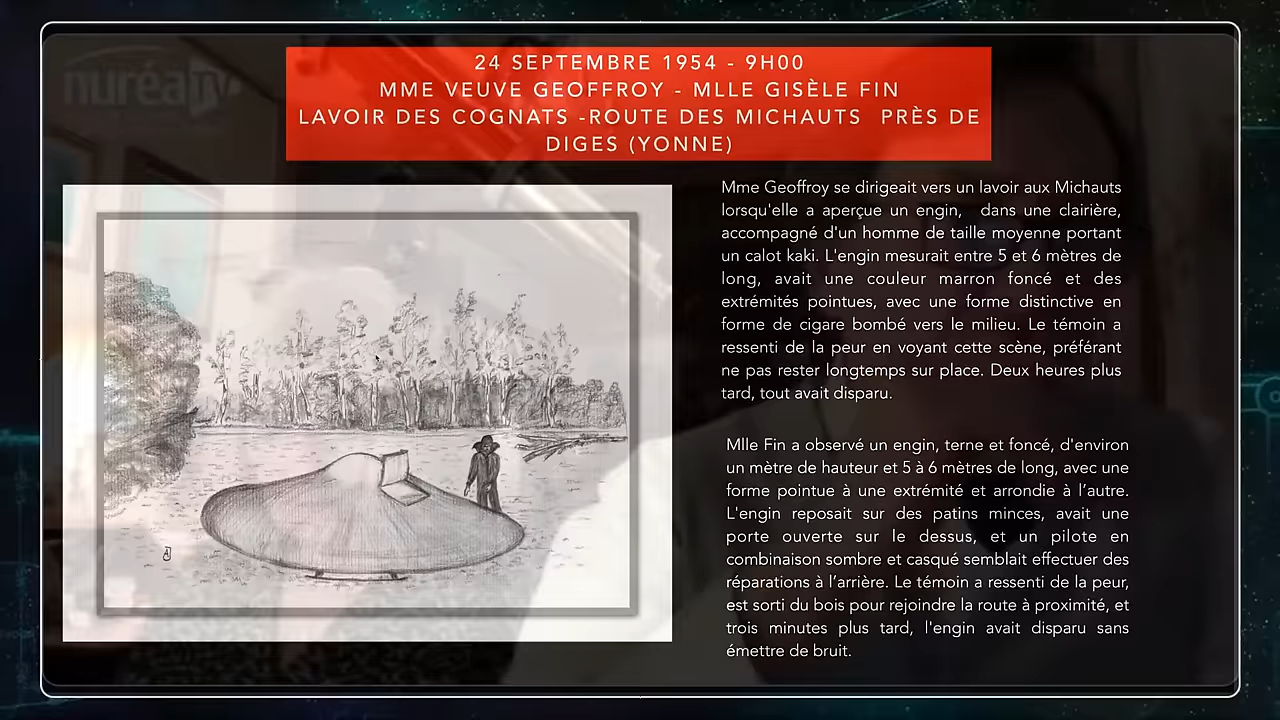 nuréaTV
24 SEPTEMBRE 1954 - 9H00
MME VEUVE GEOFFROY - MLLE GISÈLE FIN
LAVOIR DES COGNATS -ROUTE DES MICHAUTS PRÈS DE
DIGES (YONNE)
Mme Geoffroy se dirigeait vers un lavoir aux Michauts
lorsqu'elle a aperçue un engin, dans une clairière,
accompagné d'un homme de taille moyenne portant
un calot kaki. L'engin mesurait entre 5 et 6 mètres de
long, avait une couleur marron foncé et des
extrémités pointues, avec une forme distinctive en
forme de cigare bombé vers le milieu. Le témoin a
ressenti de la peur en voyant cette scène, préférant
ne pas rester longtemps sur place. Deux heures plus
tard, tout avait disparu.
Mlle Fin a observé un engin, terne et foncé, d'environ
un mètre de hauteur et 5 à 6 mètres de long, avec une
forme pointue à une extrémité et arrondie à l'autre.
L'engin reposait sur des patins minces, avait une
porte ouverte sur le dessus, et un pilote en
combinaison sombre et casqué semblait effectuer des
réparations à l'arrière. Le témoin a ressenti de la peur,
est sorti du bois pour rejoindre la route à proximité, et
trois minutes plus tard, l'engin avait disparu sans
émettre de bruit.